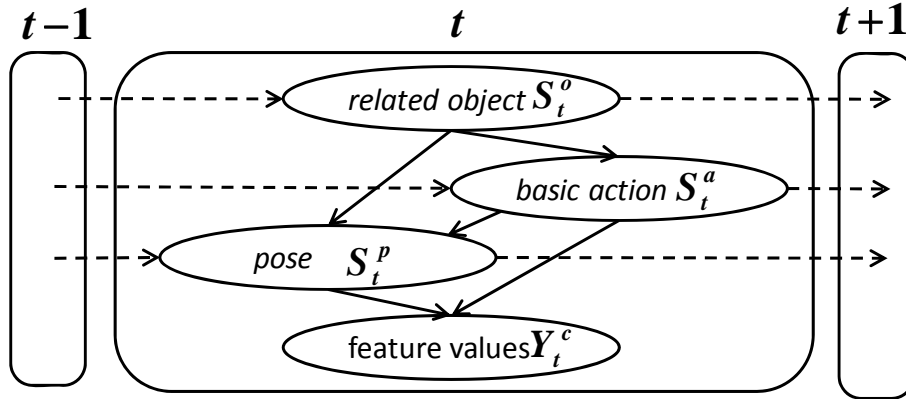 t−1 t t+1
related object S_t^o
basic action S_t^a
pose S_t^p
feature values Y_t^c